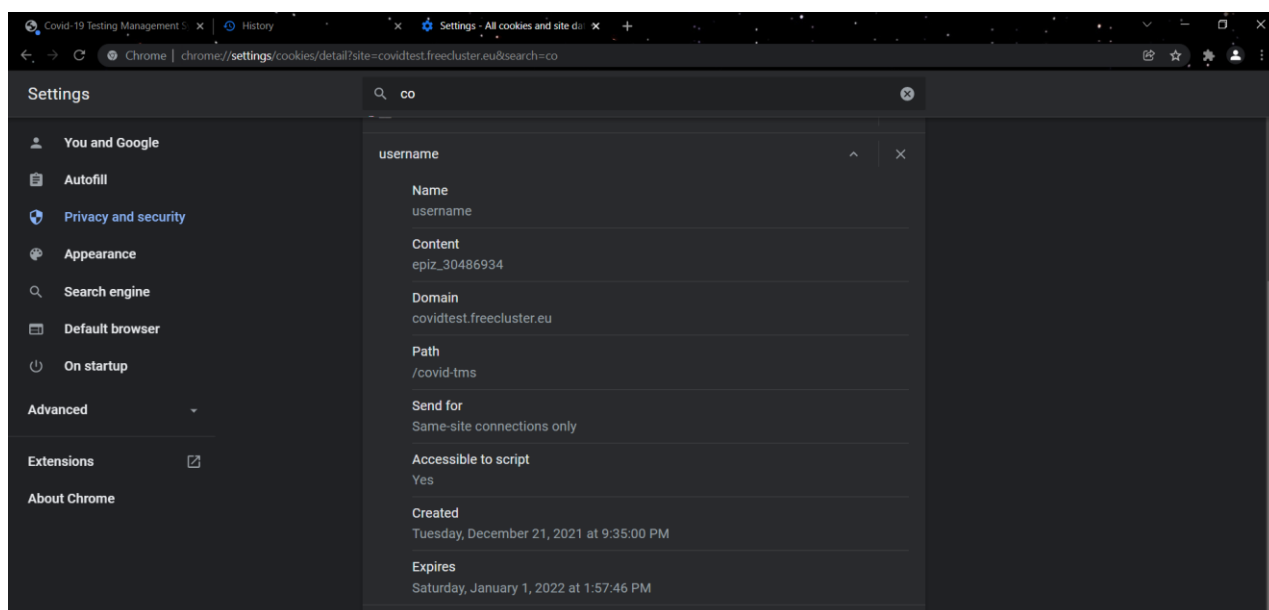 Covid-19 Testing Management S
History
Settings - All cookies and site dat
Chrome | chrome://settings/cookies/detail?site=covidtest.freecluster.eu&search=co
Settings
co
You and Google
Autofill
Privacy and security
Appearance
Search engine
Default browser
On startup
Advanced
Extensions
About Chrome
username
Name
username
Content
epiz_30486934
Domain
covidtest.freecluster.eu
Path
/covid-tms
Send for
Same-site connections only
Accessible to script
Yes
Created
Tuesday, December 21, 2021 at 9:35:00 PM
Expires
Saturday, January 1, 2022 at 1:57:46 PM